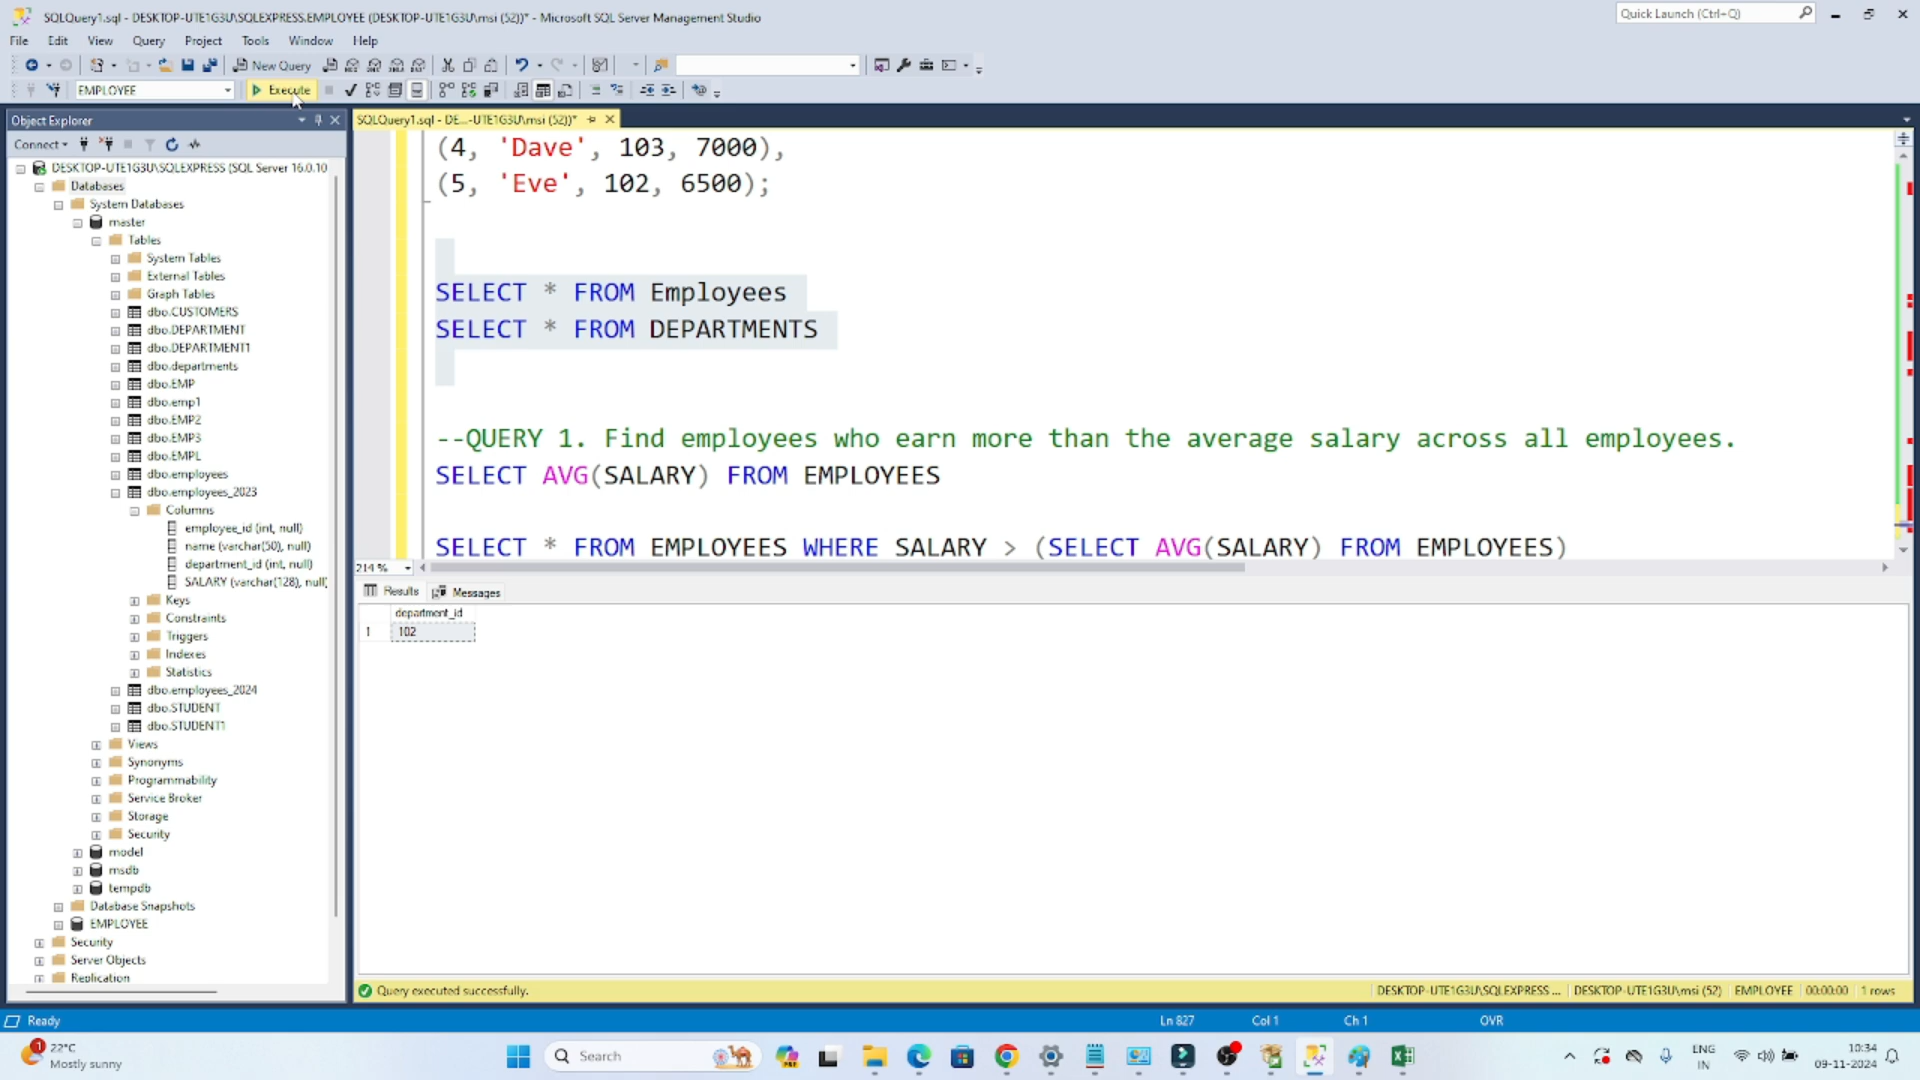 SQLQuery1.sql - DESKTOP-UTE1G3U\SQLEXPRESS.EMPLOYEE (DESKTOP-UTE1G3U\msi (52))* - Microsoft SQL Server Management Studio
Quick Launch (Ctrl+Q)
File Edit View Query Project Tools Window Help
New Query
EMPLOYEE
Execute
Object Explorer
SQLQuery1.sql - DE...-UTE1G3U\msi (52))*
Connect
DESKTOP-UTE1G3U\SQLEXPRESS (SQL Server 16.0.10
Databases
System Databases
master
Tables
System Tables
External Tables
Graph Tables
dbo.CUSTOMERS
dbo.DEPARTMENT
dbo.DEPARTMENT1
dbo.departments
dbo.EMP
dbo.emp1
dbo.EMP2
dbo.EMP3
dbo.EMPL
dbo.employees
dbo.employees_2023
Columns
employee_id (int, null)
name (varchar(50), null)
department_id (int, null)
SALARY (varchar(128), null)
Keys
Constraints
Triggers
Indexes
Statistics
dbo.employees_2024
dbo.STUDENT
dbo.STUDENT1
Views
Synonyms
Programmability
Service Broker
Storage
Security
model
msdb
tempdb
Database Snapshots
EMPLOYEE
Security
Server Objects
Replication
(4, 'Dave', 103, 7000),
(5, 'Eve', 102, 6500);
SELECT * FROM Employees
SELECT * FROM DEPARTMENTS
--QUERY 1. Find employees who earn more than the average salary across all employees.
SELECT AVG(SALARY) FROM EMPLOYEES
SELECT * FROM EMPLOYEES WHERE SALARY > (SELECT AVG(SALARY) FROM EMPLOYEES)
214 %
Results Messages
department_id
1 102
Query executed successfully.
DESKTOP-UTE1G3U\SQLEXPRESS ... DESKTOP-UTE1G3U\msi (52) EMPLOYEE 00:00:00 1 rows
Ready
Ln 827 Col 1 Ch 1 OVR
1
22°C
Mostly sunny
Search
ENG
IN
10:34
09-11-2024